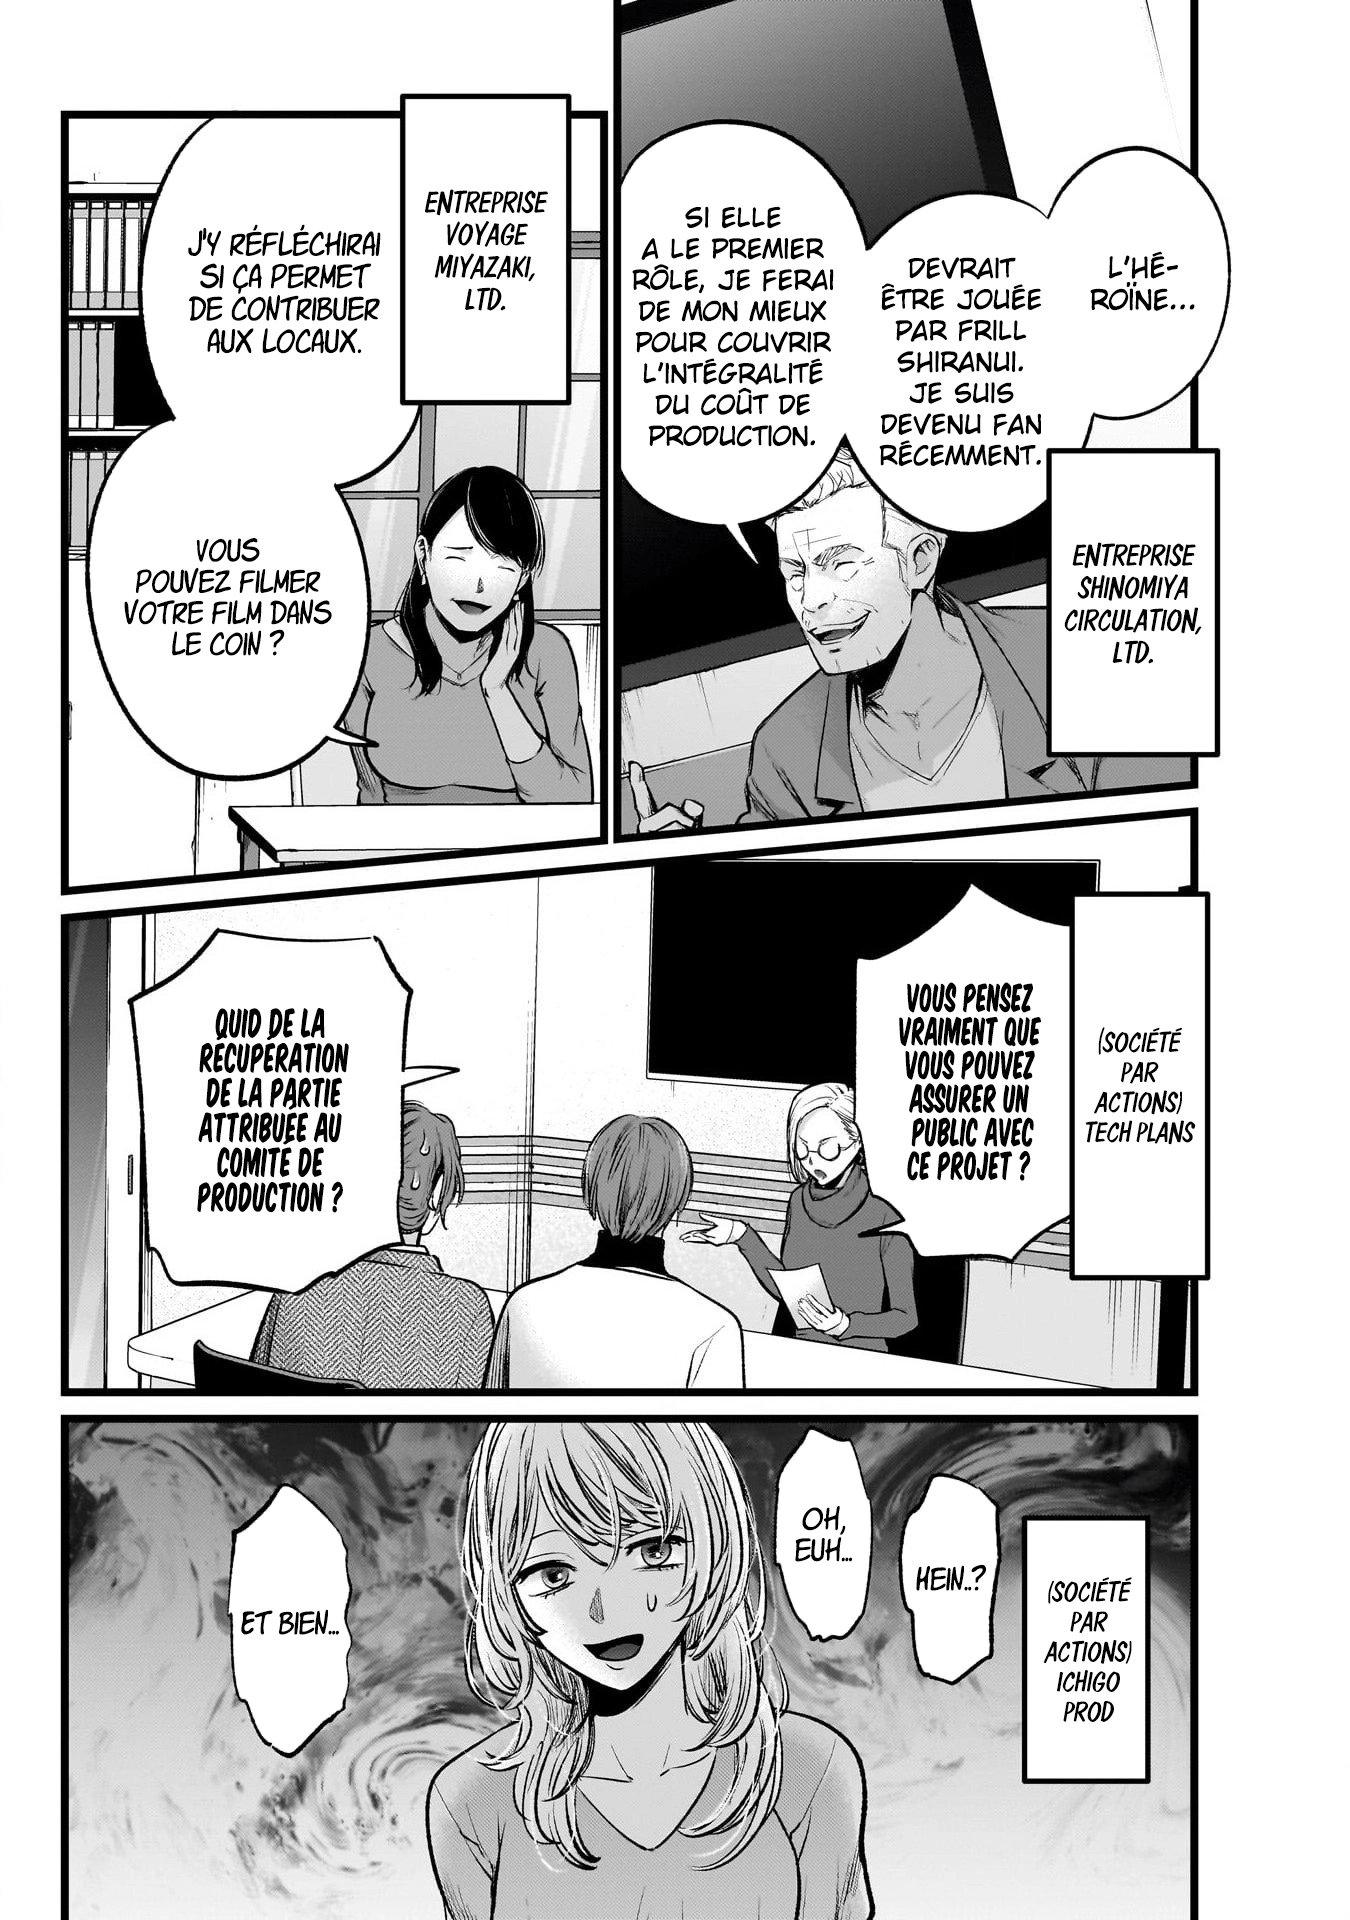 L'HÉ-
ROÏNE...
DEVRAIT
ÊTRE JOUÉE
PAR FRILL
SHIRANUI.
JE SUIS
DEVENU FAN
RÉCEMMENT.
SI ELLE
A LE PREMIER
RÔLE, JE FERAI
DE MON MIEUX
POUR COUVRIR
L'INTÉGRALITÉ
DU COÛT DE
PRODUCTION.
ENTREPRISE
SHINOMIYA
CIRCULATION,
LTD.
ENTREPRISE
VOYAGE
MIYAZAKI,
LTD.
J'Y RÉFLÉCHIRAI
SI ÇA PERMET
DE CONTRIBUER
AUX LOCAUX.
VOUS
POUVEZ FILMER
VOTRE FILM DANS
LE COIN ?
(SOCIÉTÉ
PAR
ACTIONS)
TECH PLANS
VOUS PENSEZ
VRAIMENT QUE
VOUS POUVEZ
ASSURER UN
PUBLIC AVEC
CE PROJET ?
QUID DE LA
RÉCUPÉRATION
DE LA PARTIE
ATTRIBUÉE AU
COMITÉ DE
PRODUCTION ?
(SOCIÉTÉ
PAR
ACTIONS)
ICHIGO
PROD
HEIN..?
OH,
EUH...
ET BIEN...